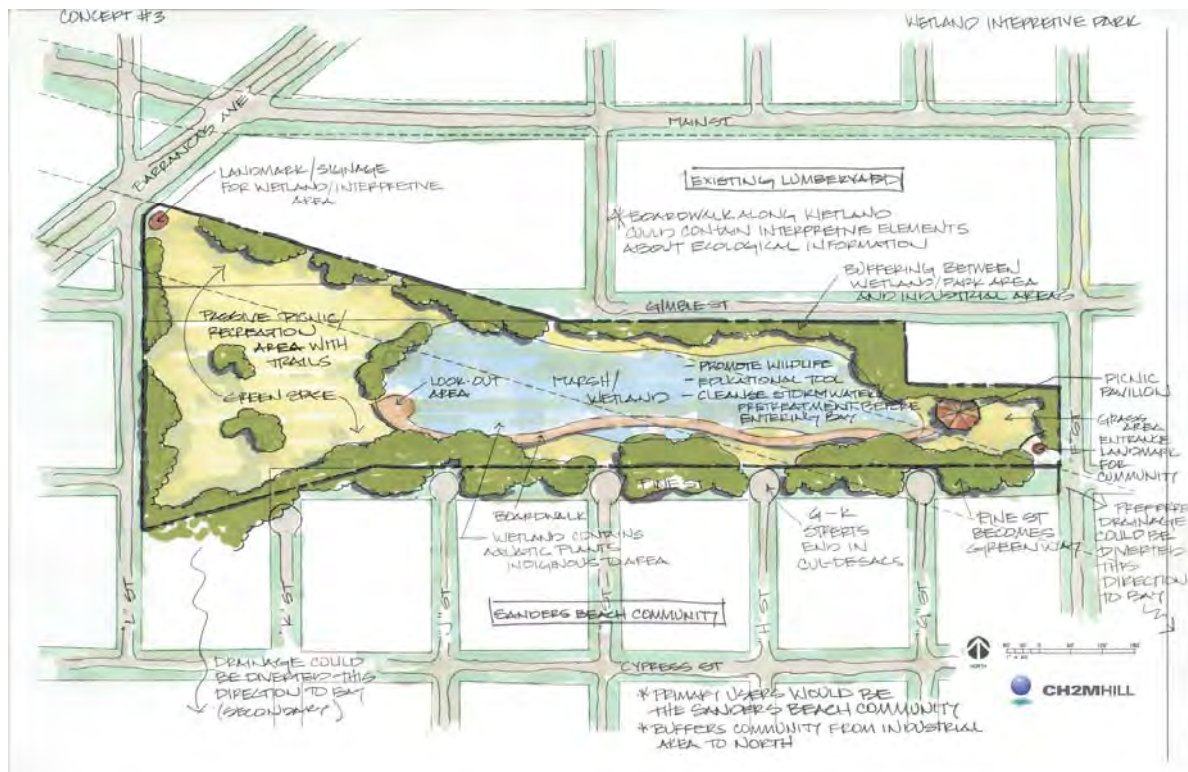 CONCEPT #3
WETLAND INTERPRETIVE PARK
BARRANCAS AVE
MAIN ST
LANDMARK/SIGNAGE
FOR WETLAND/INTERPRETIVE
AREA
EXISTING LUMBERYARD
* BOARDWALK ALONG WETLAND
COULD CONTAIN INTERPRETIVE ELEMENTS
ABOUT ECOLOGICAL INFORMATION
BUFFERING BETWEEN
WETLAND/PARK AREA
AND INDUSTRIAL AREAS
GIMBLE ST
PASSIVE PICNIC/
RECREATION
AREA WITH
TRAILS
GREEN SPACE
LOOK-OUT
AREA
MARSH/
WETLAND
- PROMOTE WILDLIFE
- EDUCATIONAL TOOL
- CLEANSE STORMWATER
PRETREATMENT BEFORE
ENTERING BAY
PICNIC
PAVILION
GRASS
AREA
ENTRANCE
LANDMARK
FOR
COMMUNITY
"F" ST
PINE ST
BOARDWALK
WETLAND CONTAINS
AQUATIC PLANTS
INDIGINOUS TO AREA
G-K
STREETS
END IN
CUL-DESACS
PINE ST
BECOMES
GREENWAY
PREFERRED
DRAINAGE
COULD BE
DIVERTED
THIS
DIRECTION
TO BAY
"L" ST
"K" ST
"J" ST
ST
"H" ST
"G" ST
SANDERS BEACH COMMUNITY
CYPRESS ST
DRAINAGE COULD
BE DIVERTED THIS
DIRECTION TO BAY
(SECONDARY)
* PRIMARY USERS WOULD BE
THE SANDERS BEACH COMMUNITY
* BUFFERS COMMUNITY FROM INDUSTRIAL
AREA TO NORTH
NORTH
CH2MHILL